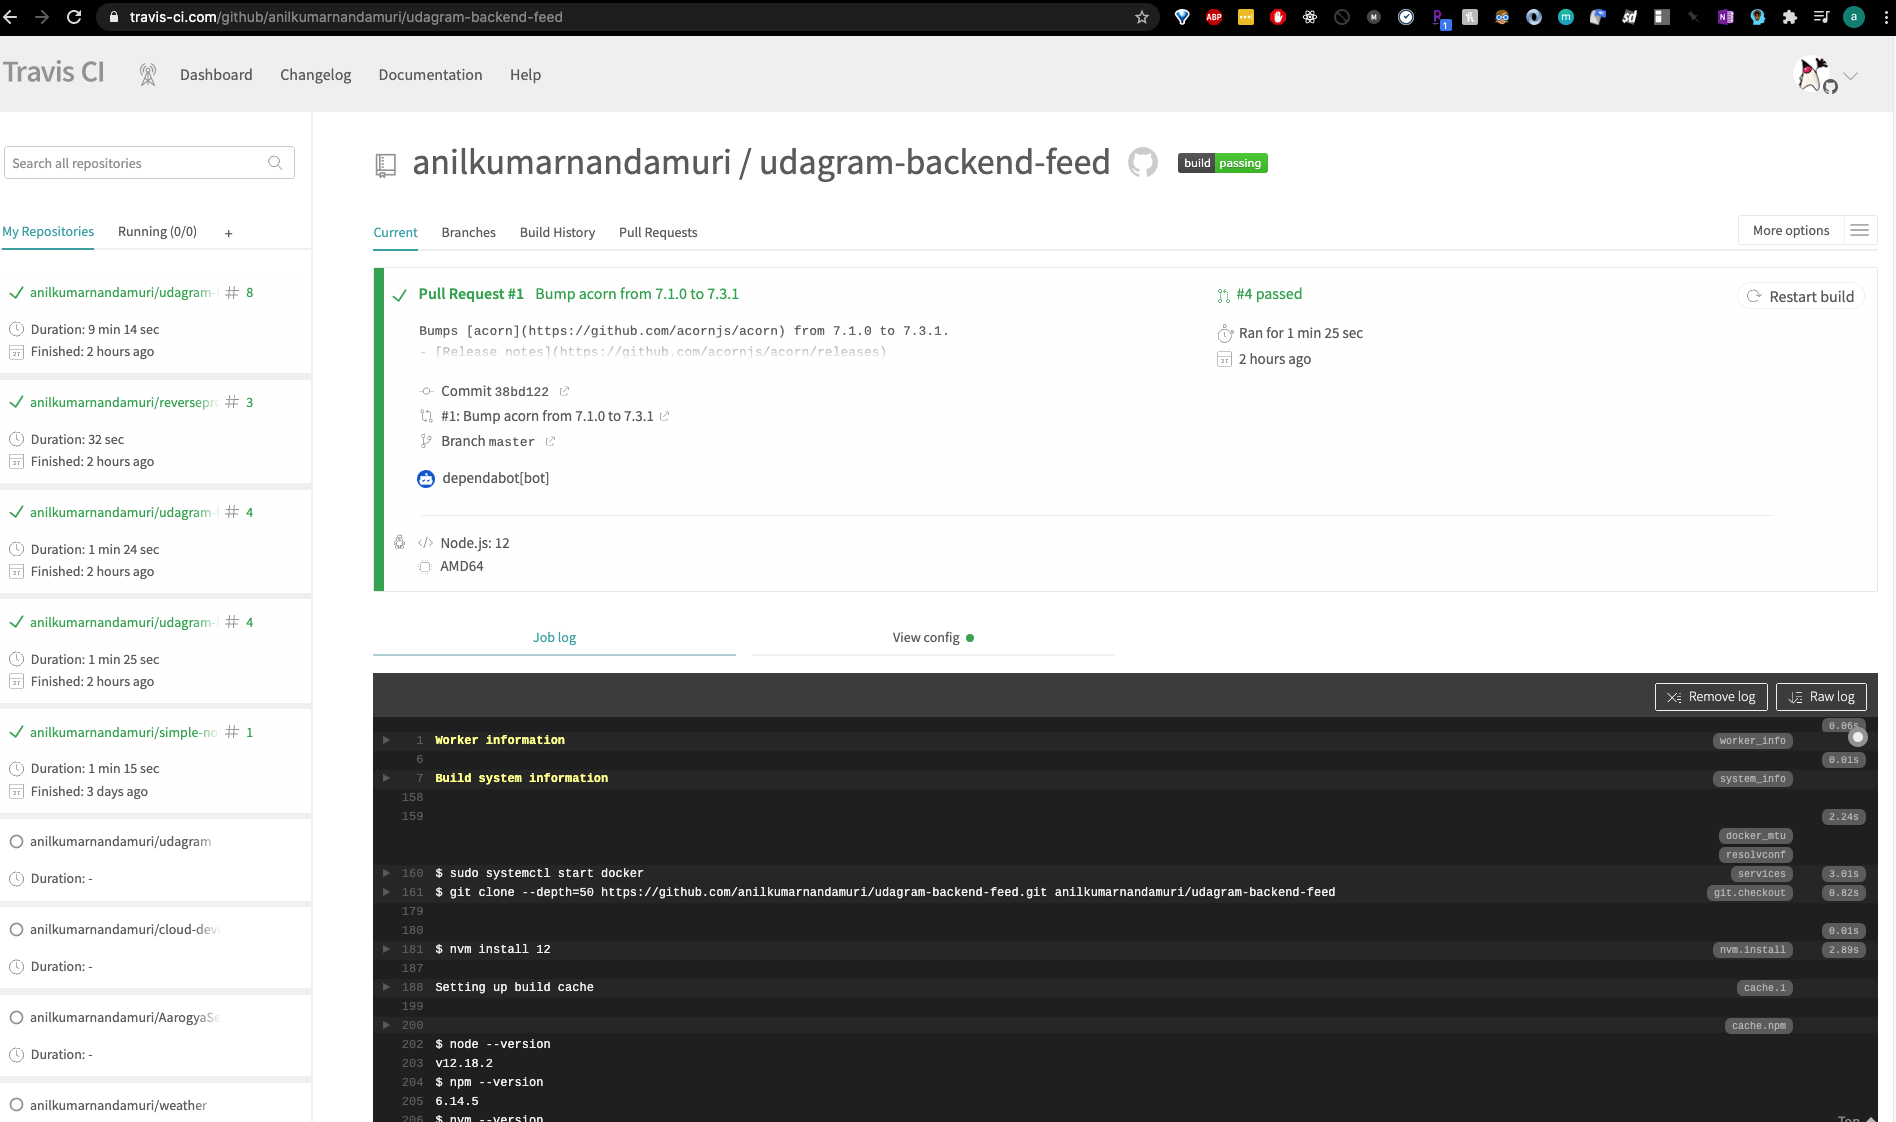 travis-ci.com/github/anilkumarnandamuri/udagram-backend-feed
Travis CI
Dashboard
Changelog
Documentation
Help
Search all repositories
My Repositories
Running (0/0)
+
anilkumarnandamuri/udagram- # 8
Duration: 9 min 14 sec
Finished: 2 hours ago
anilkumarnandamuri/reversepro # 3
Duration: 32 sec
Finished: 2 hours ago
anilkumarnandamuri/udagram- # 4
Duration: 1 min 24 sec
Finished: 2 hours ago
anilkumarnandamuri/udagram- # 4
Duration: 1 min 25 sec
Finished: 2 hours ago
anilkumarnandamuri/simple-no # 1
Duration: 1 min 15 sec
Finished: 3 days ago
anilkumarnandamuri/udagram
Duration: -
anilkumarnandamuri/cloud-deve
Duration: -
anilkumarnandamuri/AarogyaSe
Duration: -
anilkumarnandamuri/weather
anilkumarnandamuri / udagram-backend-feed
build passing
Current
Branches
Build History
Pull Requests
More options
Pull Request #1 Bump acorn from 7.1.0 to 7.3.1
Bumps [acorn](https://github.com/acornjs/acorn) from 7.1.0 to 7.3.1.
- [Release notes](https://github.com/acornjs/acorn/releases)
Commit 38bd122
#1: Bump acorn from 7.1.0 to 7.3.1
Branch master
dependabot[bot]
#4 passed
Ran for 1 min 25 sec
2 hours ago
Restart build
Node.js: 12
AMD64
Job log
View config
Remove log
Raw log
0.06s
1 Worker information worker_info
6 0.01s
7 Build system information system_info
158
159 2.24s
docker_mtu
resolvconf
160 $ sudo systemctl start docker services 3.01s
161 $ git clone --depth=50 https://github.com/anilkumarnandamuri/udagram-backend-feed.git anilkumarnandamuri/udagram-backend-feed git.checkout 0.82s
179
180 0.01s
181 $ nvm install 12 nvm.install 2.89s
187
188 Setting up build cache cache.1
199
200 cache.npm
202 $ node --version
203 v12.18.2
204 $ npm --version
205 6.14.5
206 $ nvm --version
Top